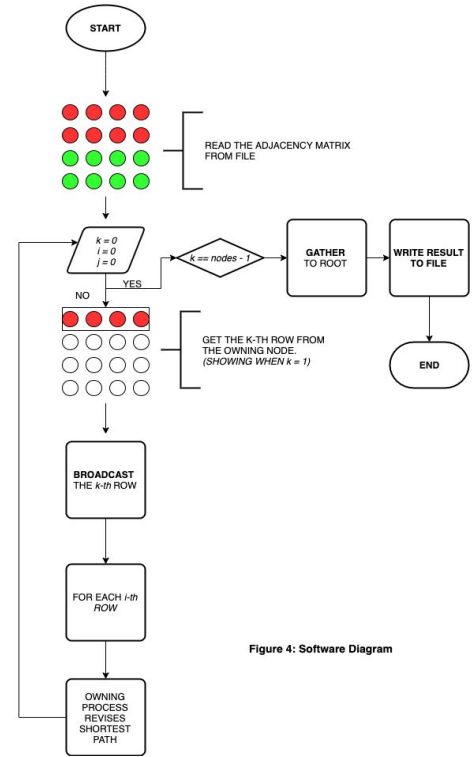 START
READ THE ADJACENCY MATRIX
FROM FILE
k = 0
i = 0
j = 0
YES
NO
k == nodes - 1
GATHER
TO ROOT
WRITE RESULT
TO FILE
END
GET THE K-TH ROW FROM
THE OWNING NODE.
(SHOWING WHEN k = 1)
BROADCAST
THE k-th ROW
FOR EACH i-th
ROW
OWNING
PROCESS
REVISES
SHORTEST
PATH
Figure 4: Software Diagram